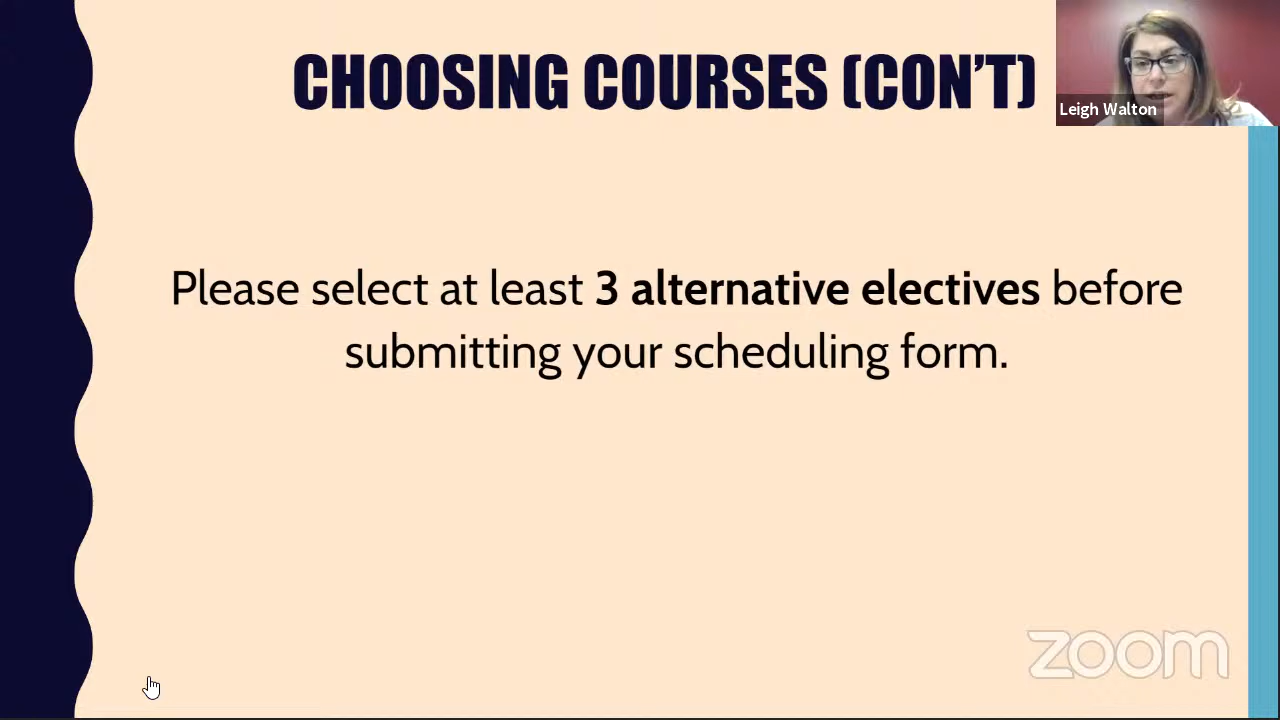 CHOOSING COURSES (CON’T)
Leigh Walton
Please select at least 3 alternative electives before
submitting your scheduling form.
zoom